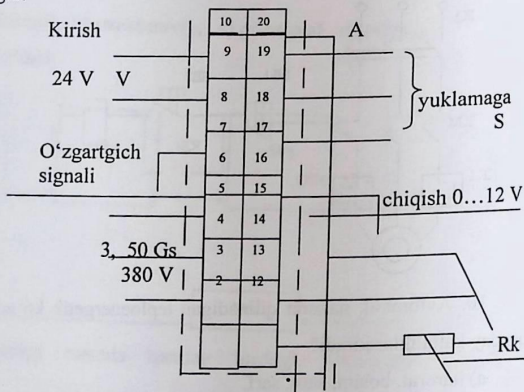 10 20
Kirish A
9 19
24 V V
8 18
yuklamaga
S
7 17
O‘zgartgich
signali
6 16
5 15
chiqish 0...12 V
4 14
3, 50 Gs
380 V
3 13
2 12
Rk